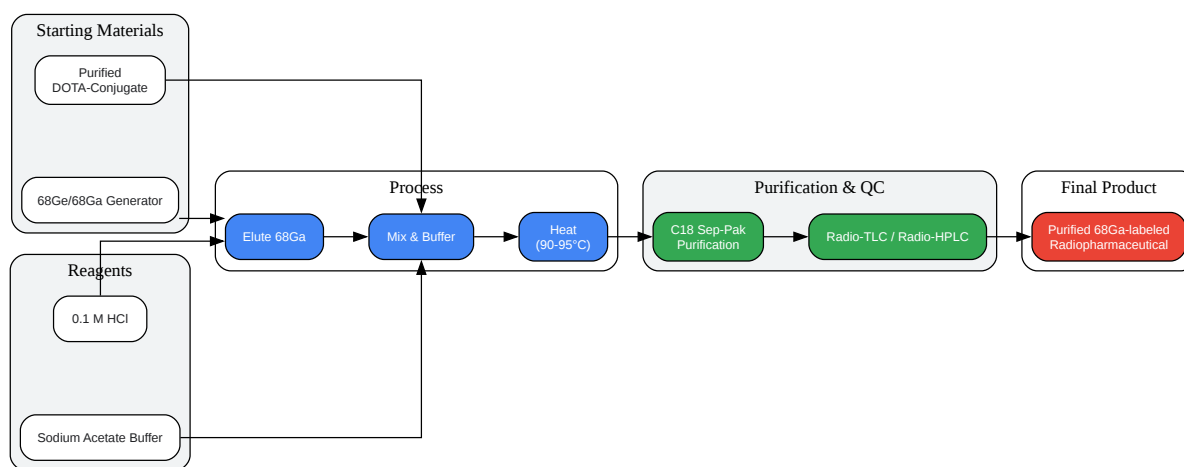 Starting Materials
Purified
DOTA-Conjugate
68Ge/68Ga Generator
Reagents
0.1 M HCl
Sodium Acetate Buffer
Process
Elute 68Ga
Mix & Buffer
Heat
(90-95°C)
Purification & QC
C18 Sep-Pak
Purification
Radio-TLC / Radio-HPLC
Final Product
Purified 68Ga-labeled
Radiopharmaceutical